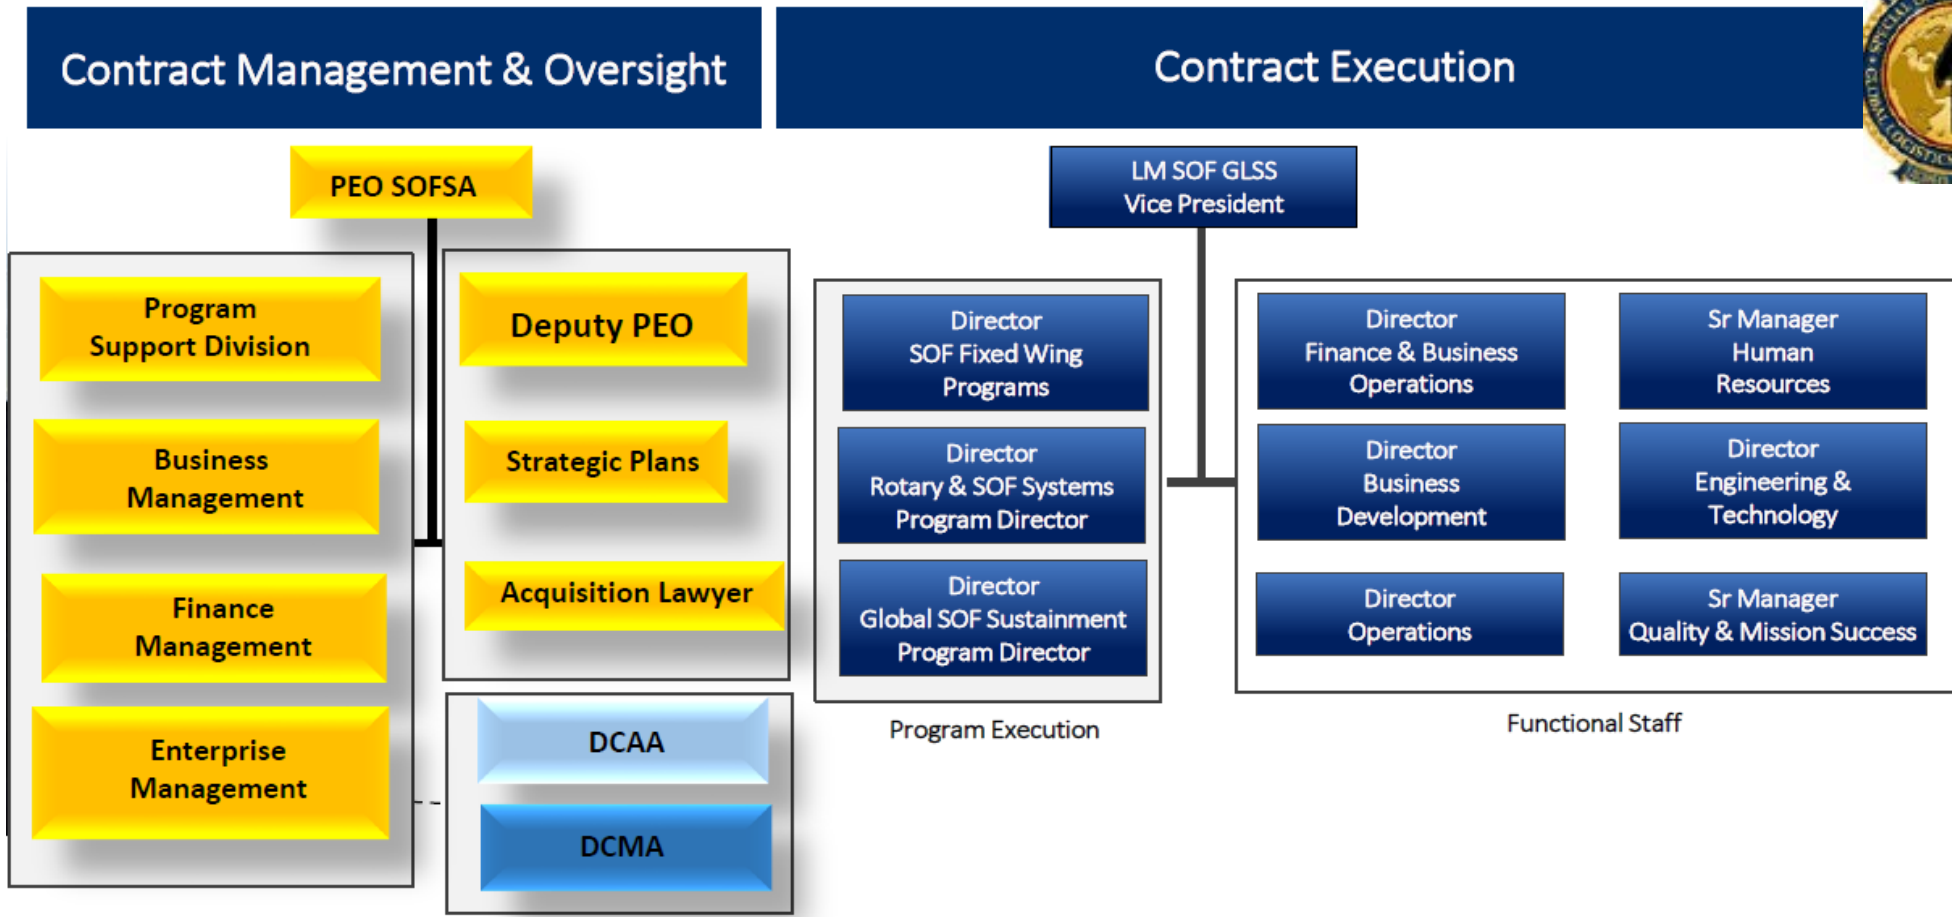 Contract Management & Oversight
Contract Execution
PEO SOFSA
Program
Support Division
Business
Management
Finance
Management
Enterprise
Management
Deputy PEO
Strategic Plans
Acquisition Lawyer
DCAA
DCMA
LM SOF GLSS
Vice President
Director
SOF Fixed Wing
Programs
Director
Rotary & SOF Systems
Program Director
Director
Global SOF Sustainment
Program Director
Program Execution
Director
Finance & Business
Operations
Sr Manager
Human
Resources
Director
Business
Development
Director
Engineering &
Technology
Director
Operations
Sr Manager
Quality & Mission Success
Functional Staff
GLOBAL LOGISTICS